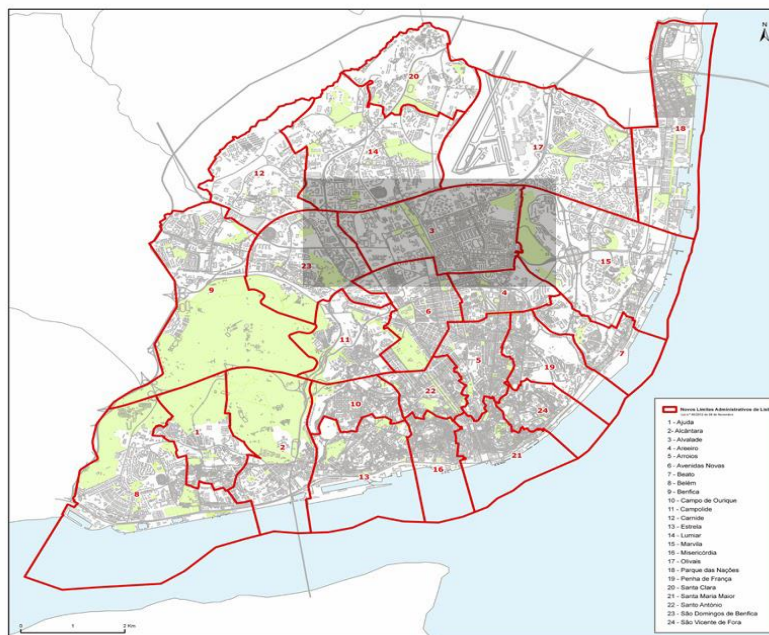 N
20
18
17
14
12
3
23
15
9
4
6
11
7
5
19
22
10
24
1
2
21
16
13
8
Novos Limites Administrativos de
1 - Ajuda
2 - Alcântara
3 - Alvalade
4 - Areeiro
5 - Arroios
6 - Avenidas Novas
7 - Beato
8 - Belém
9 - Benfica
10 - Campo de Ourique
11 - Campolide
12 - Carnide
13 - Estrela
14 - Lumiar
15 - Marvila
16 - Misericórdia
17 - Olivais
18 - Parque das Nações
19 - Penha de França
20 - Santa Clara
21 - Santa Maria Maior
22 - Santo António
23 - São Domingos de Benfica
24 - São Vicente de Fora
0 1 2 Km